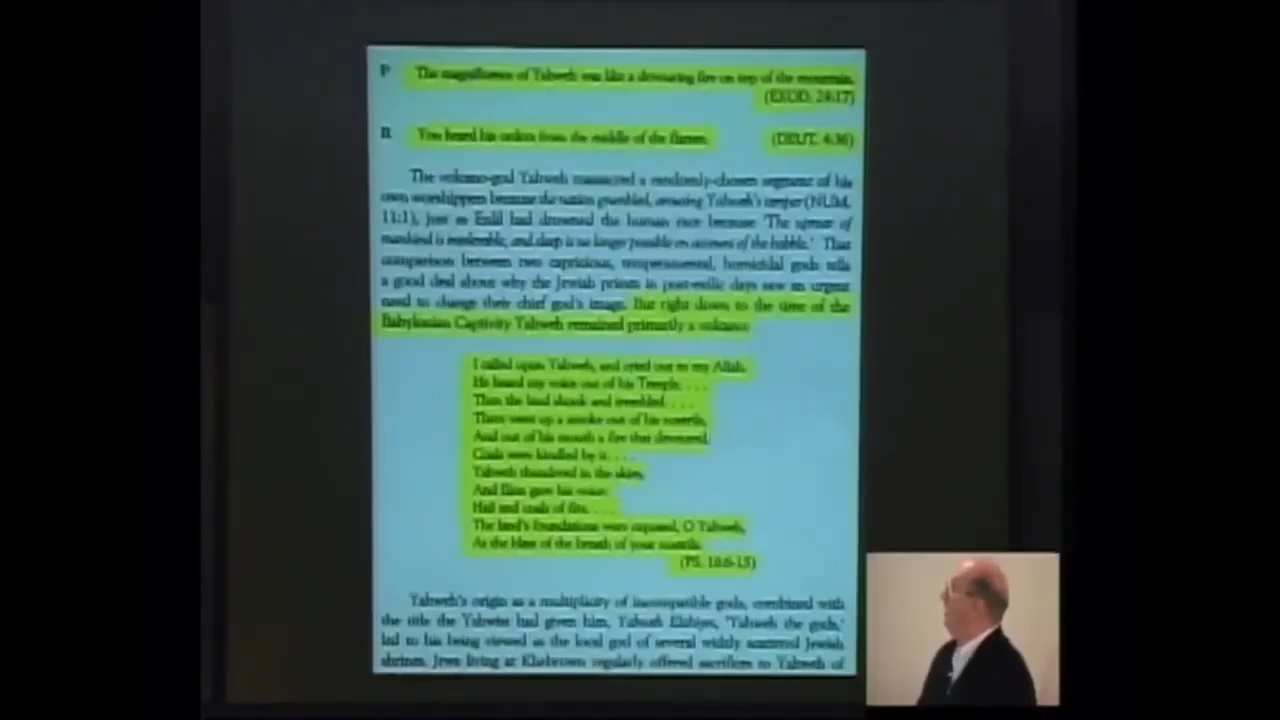 P The magnificence of Yahweh was like a devouring fire on top of the mountain.
(EXOD. 24:17)
R You heard his orders from the middle of the flames. (DEUT. 4:36)
The volcano-god Yahweh massacred a randomly-chosen segment of his
own worshippers because the nation grumbled, arousing Yahweh's temper (NUM.
11:1), just as Enlil had drowned the human race because 'The uproar of
mankind is intolerable, and sleep is no longer possible on account of the babble.' That
comparison between two capricious, temperamental, homicidal gods tells
a good deal about why the Jewish priests in post-exilic days saw an urgent
need to change their chief god's image. But right down to the time of the
Babylonian Captivity Yahweh remained primarily a volcano:
I called upon Yahweh, and cried out to my Allah.
He heard my voice out of his Temple. . . .
Then the land shook and trembled. . . .
There went up a smoke out of his nostrils,
And out of his mouth a fire that devoured.
Coals were kindled by it. . . .
Yahweh thundered in the skies,
And gave his voice:
Hail and coals of fire. . . .
The land's foundations were exposed, O Yahweh,
At the blast of the breath of your nostrils.
(PS. 18:6-15)
Yahweh's origin as a multiplicity of incompatible gods, combined with
the title the Yahwist had given him, Yahweh 'Yahweh the gods,'
led to his being viewed as the local god of several widely scattered Jewish
shrines. Jews living at regularly offered sacrifices to Yahweh of